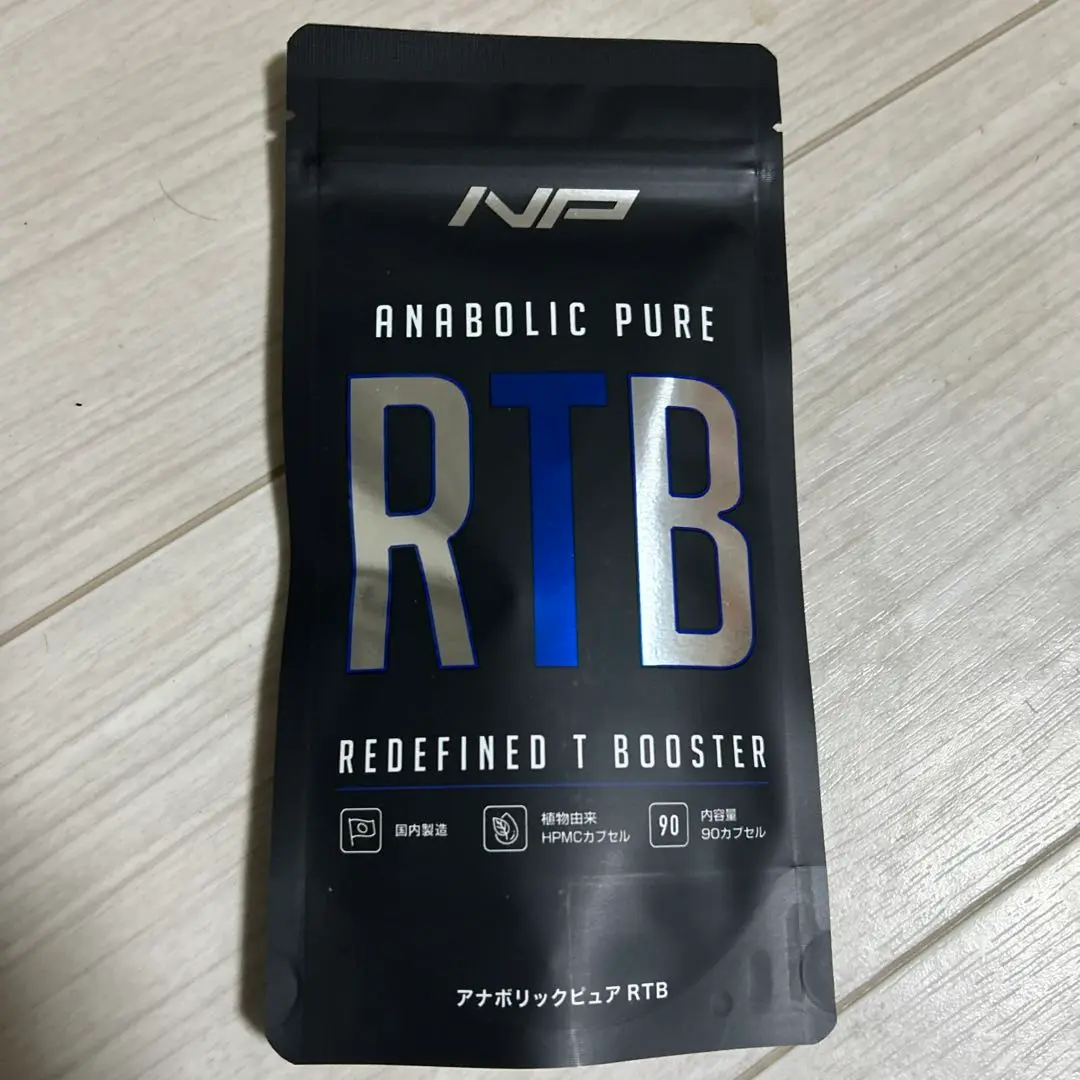 NP
ANABOLIC PURE
RTB
REDEFINED T BOOSTER
国内製造
植物由来
HPMCカプセル
90
内容量
90カプセル
アナボリックピュア RTB